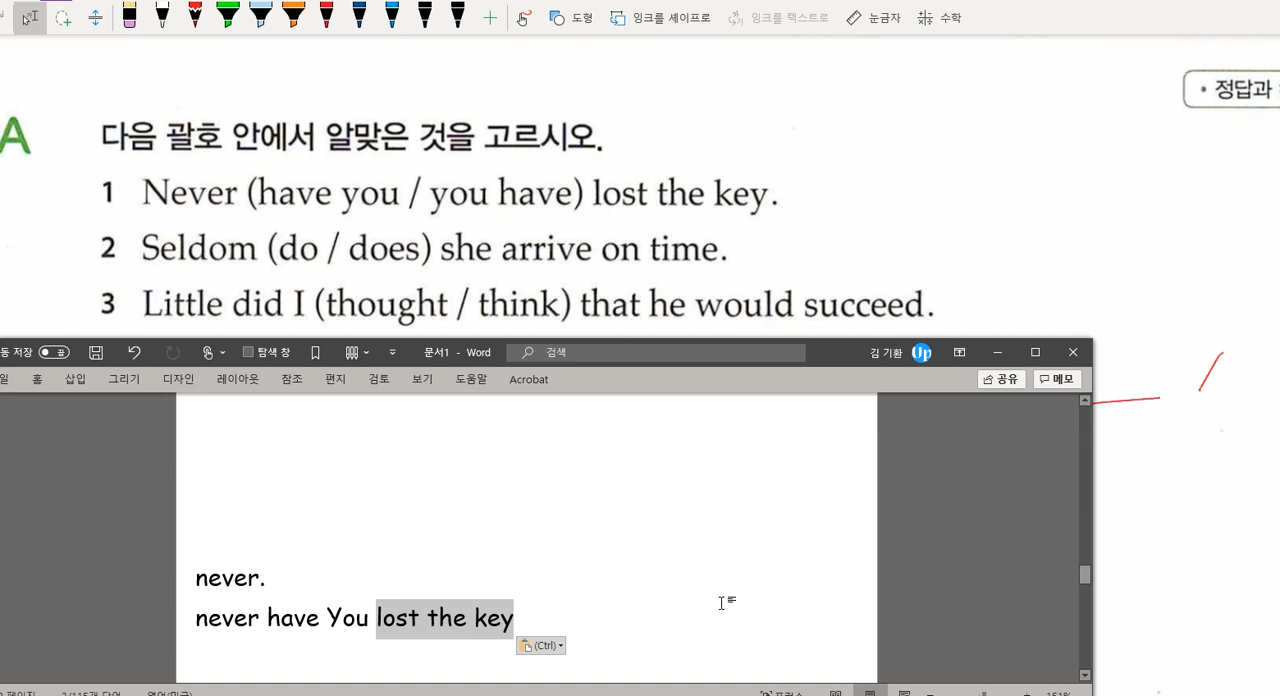 도형 잉크를 셰이프로 잉크를 텍스트로 눈금자 수학
• 정답과
A 다음 괄호 안에서 알맞은 것을 고르시오.
1 Never (have you / you have) lost the key.
2 Seldom (do / does) she arrive on time.
3 Little did I (thought / think) that he would succeed.
동 저장 끔 탐색 창 문서1 - Word 검색 김 기환 Up
일 홈 삽입 그리기 디자인 레이아웃 참조 편지 검토 보기 도움말 Acrobat 공유 메모
never.
never have You lost the key
(Ctrl)
151%